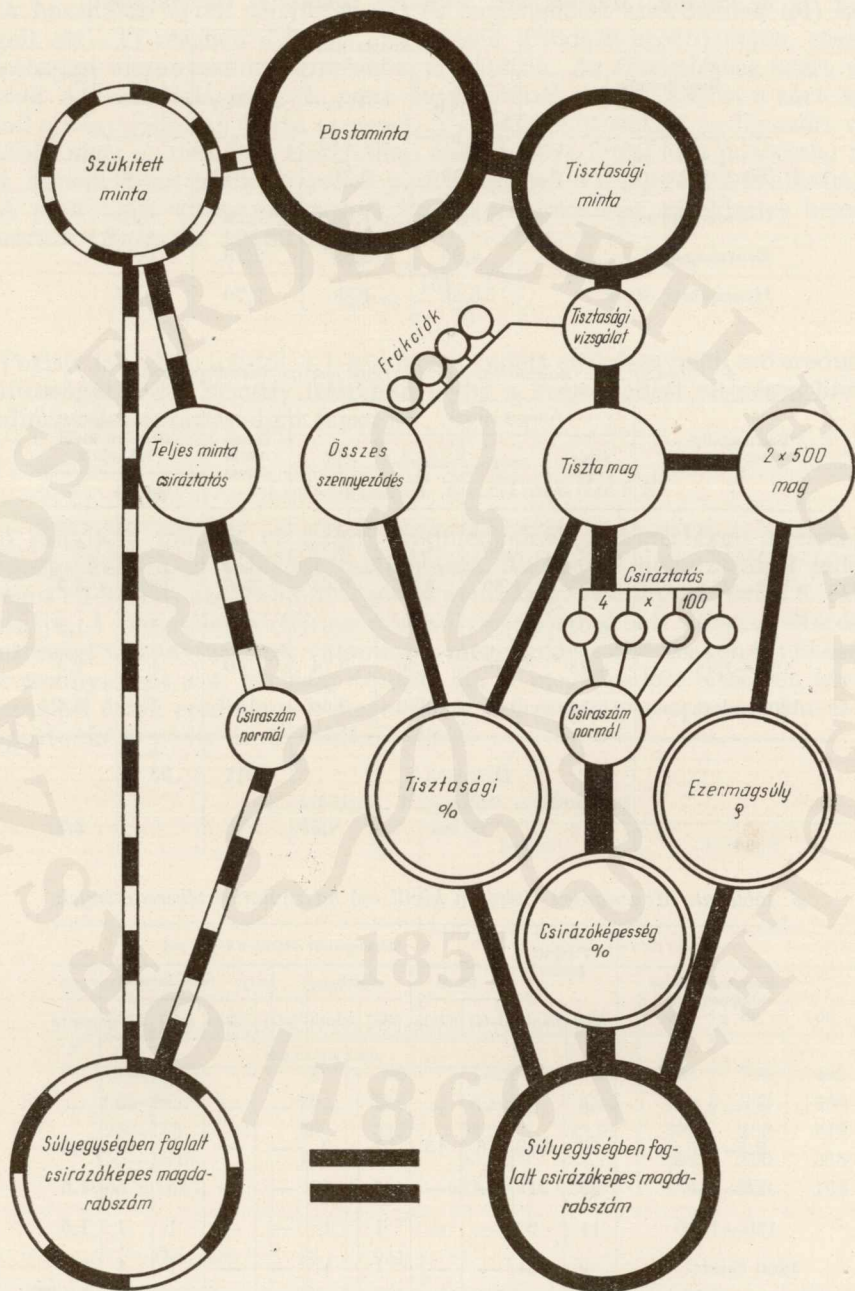 Postaminta
Szűkített
minta
Tisztasági
minta
Tisztasági
vizsgálat
Frakciók
Teljes minta
csiráztatás
Összes
szennyeződés
Tiszta mag
2 x 500
mag
Csiráztatás
4 x 100
Csiraszám
normál
Csiraszám
normál
Tisztasági
%
Ezermagsúly
g
Csirázóképesség
%
Súlyegységben foglalt
csirázóképes magda-
rabszám
Súlyegységben fog-
lalt csirázóképes magda-
rabszám
1851
1866